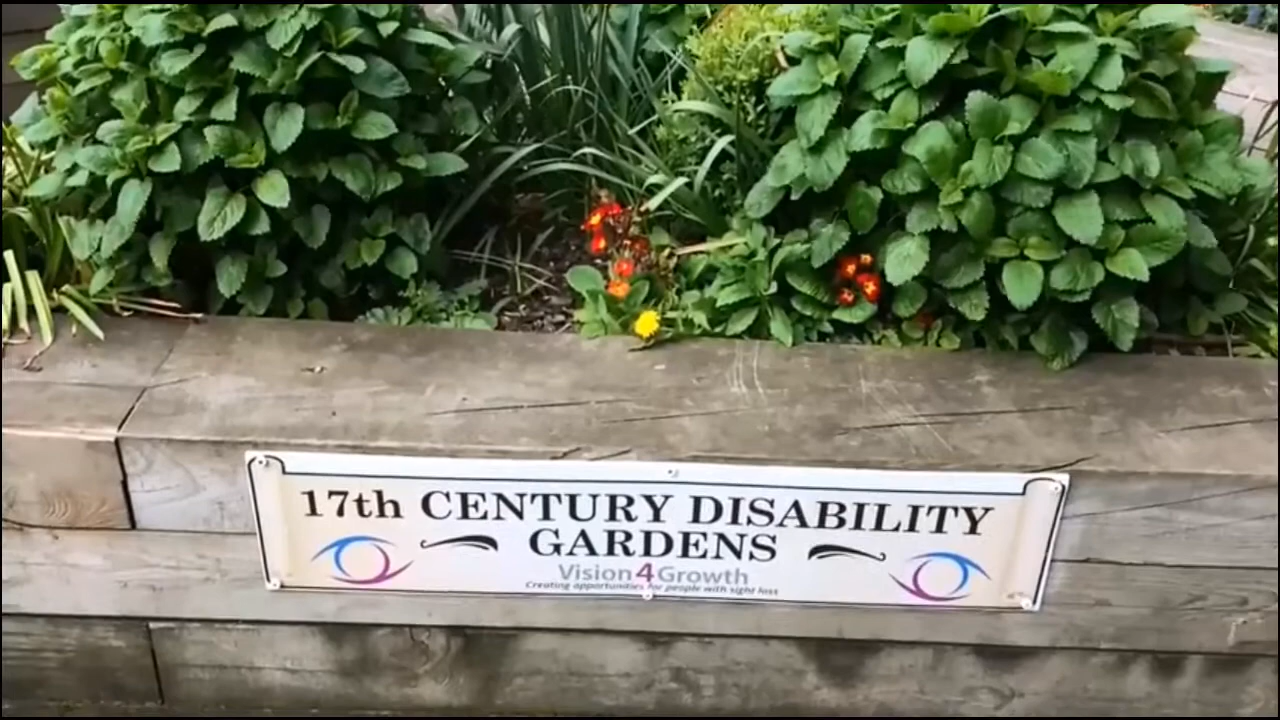 17th CENTURY DISABILITY
GARDENS
Vision4Growth
Creating opportunities for people with sight loss